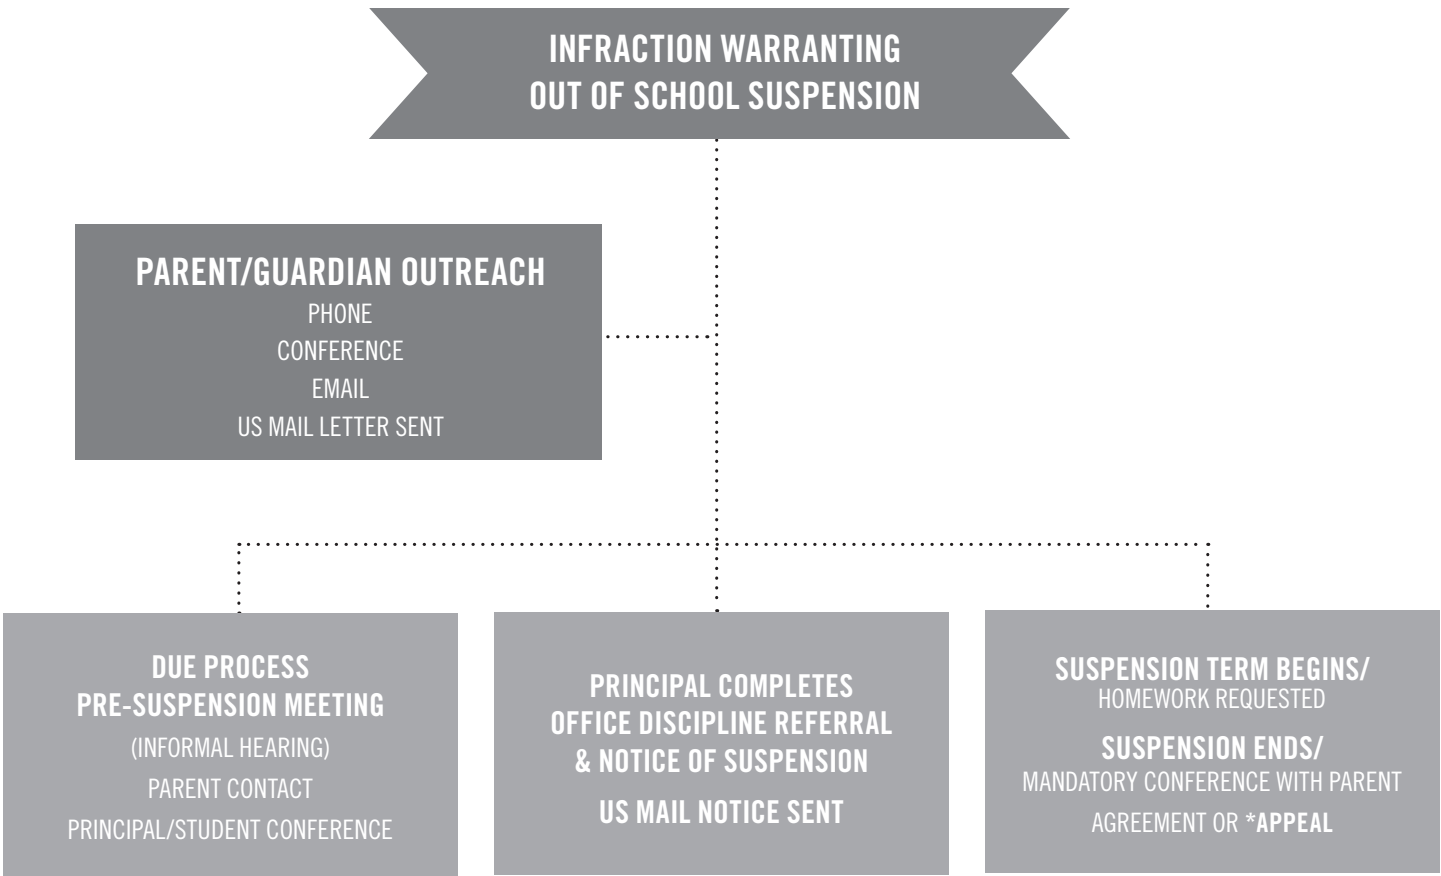 INFRACTION WARRANTING
OUT OF SCHOOL SUSPENSION
PARENT/GUARDIAN OUTREACH
PHONE
CONFERENCE
EMAIL
US MAIL LETTER SENT
DUE PROCESS
PRE-SUSPENSION MEETING
(INFORMAL HEARING)
PARENT CONTACT
PRINCIPAL/STUDENT CONFERENCE
PRINCIPAL COMPLETES
OFFICE DISCIPLINE REFERRAL
& NOTICE OF SUSPENSION
US MAIL NOTICE SENT
SUSPENSION TERM BEGINS/
HOMEWORK REQUESTED
SUSPENSION ENDS/
MANDATORY CONFERENCE WITH PARENT
AGREEMENT OR *APPEAL